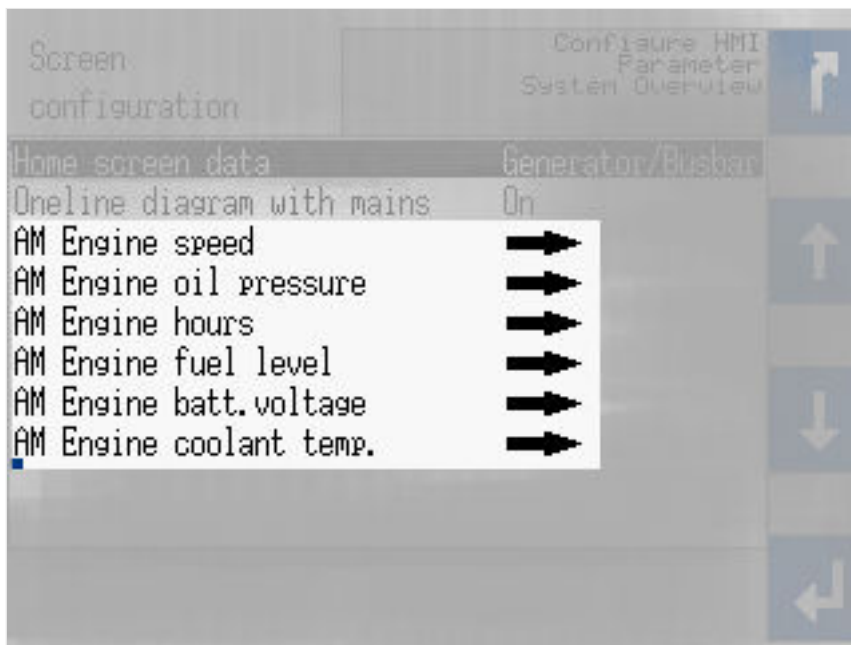 Screen
configuration
Configure HMI
Parameter
System Overview
Home screen data Generator/Busbar
Oneline diagram with mains On
AM Engine speed
AM Engine oil pressure
AM Engine hours
AM Engine fuel level
AM Engine batt.voltage
AM Engine coolant temp.